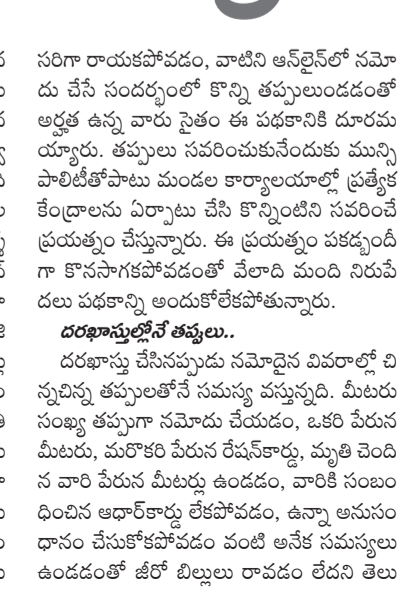 సరిగా రాయకపోవడం, వాటిని ఆన్‌లైన్‌లో నమో
దు చేసే సందర్భంలో కొన్ని తప్పులుండడంతో
అర్హత ఉన్న వారు సైతం ఈ పథకానికి దూరమ
య్యారు. తప్పులు సవరించుకునేందుకు మున్సి
పాలిటీతోపాటు మండల కార్యాలయాల్లో ప్రత్యేక
కేంద్రాలను ఏర్పాటు చేసి కొన్నింటిని సవరించే
ప్రయత్నం చేస్తున్నారు. ఈ ప్రయత్నం పకడ్బందీ
గా కొనసాగకపోవడంతో వేలాది మంది నిరుపే
దలు పథకాన్ని అందుకోలేకపోతున్నారు.
దరఖాస్తుల్లోనే తప్పులు..
దరఖాస్తు చేసినప్పుడు నమోదైన వివరాల్లో చి
న్నచిన్న తప్పులతోనే సమస్య వస్తున్నది. మీటరు
సంఖ్య తప్పుగా నమోదు చేయడం, ఒకరి పేరున
మీటరు, మరొకరి పేరున రేషన్‌కార్డు, మృతి చెంది
న వారి పేరున మీటర్లు ఉండడం, వారికి సంబం
ధించిన ఆధార్‌కార్డు లేకపోవడం, ఉన్నా అనుసం
ధానం చేసుకోకపోవడం వంటి అనేక సమస్యలు
ఉండడంతో జీరో బిల్లులు రావడం లేదని తెలు